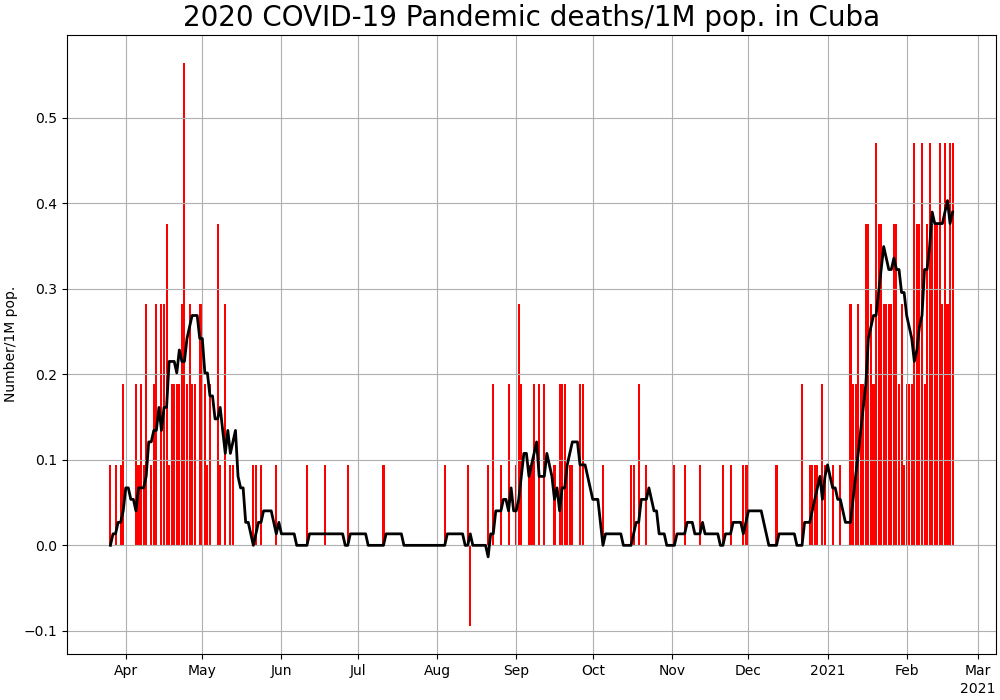 2020 COVID-19 Pandemic deaths/1M pop. in Cuba
Number/1M pop.
0.5
0.4
0.3
0.2
0.1
0.0
−0.1
Apr May Jun Jul Aug Sep Oct Nov Dec 2021 Feb Mar
2021